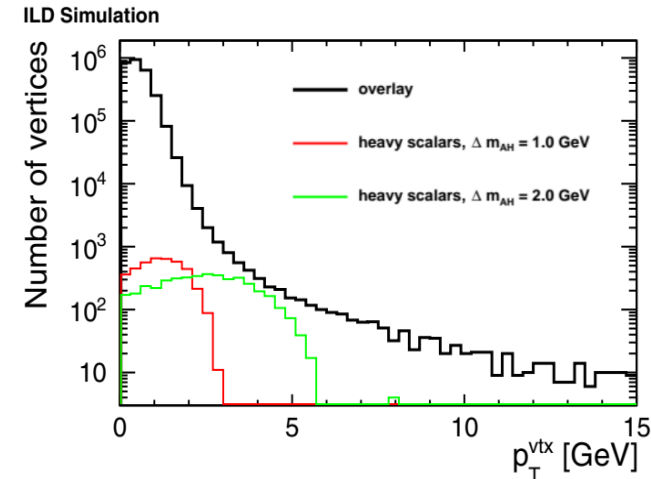 ILD Simulation
Number of vertices
10⁶
10⁵
10⁴
10³
10²
10
overlay
heavy scalars, Δ m_AH = 1.0 GeV
heavy scalars, Δ m_AH = 2.0 GeV
0 5 10 15
p_T^vtx [GeV]